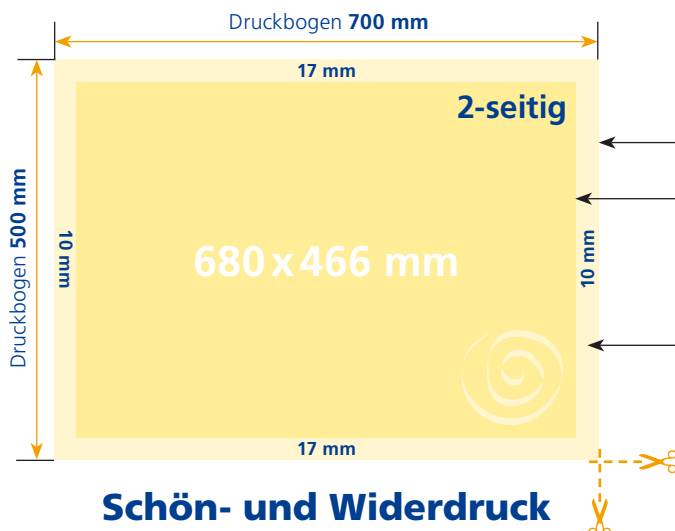 Druckbogen 700 mm
17 mm
2-seitig
Druckbogen 500 mm
10 mm
680 x 466 mm
10 mm
17 mm
Schön- und Widerdruck